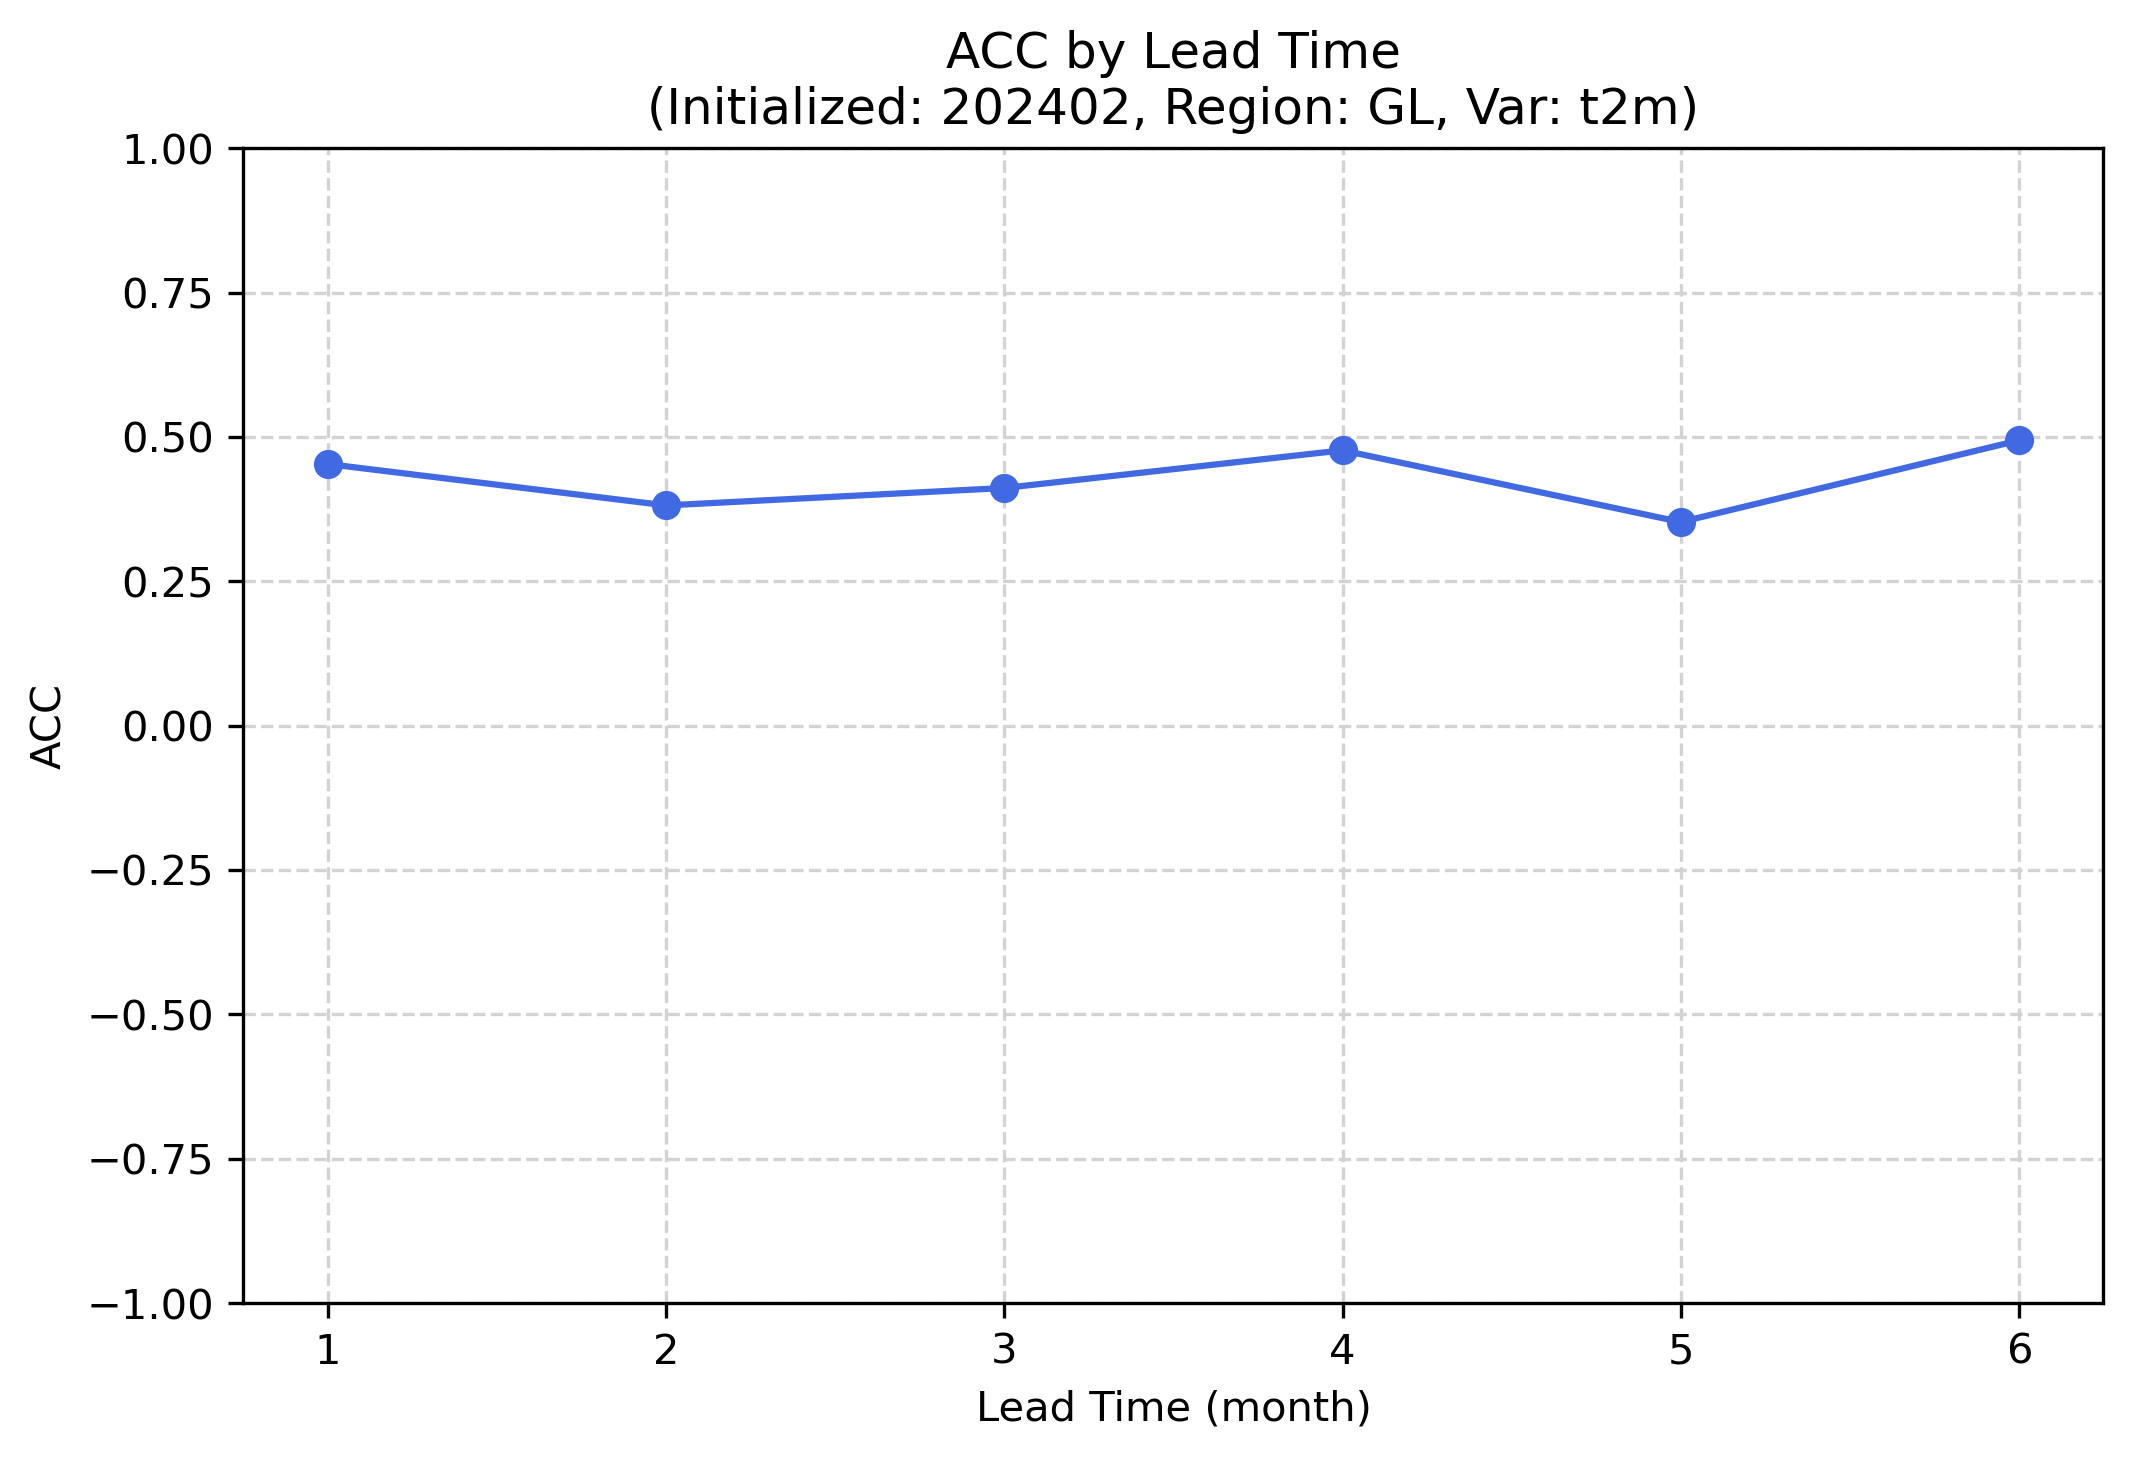 ACC by Lead Time
(Initialized: 202402, Region: GL, Var: t2m)
1.00
0.75
0.50
0.25
0.00
−0.25
−0.50
−0.75
−1.00
ACC
1 2 3 4 5 6
Lead Time (month)